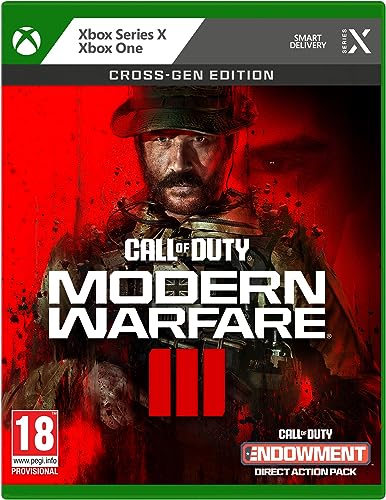 Xbox Series X
Xbox One
SMART
DELIVERY
SERIES X
CROSS-GEN EDITION
CALL OF DUTY®
MODERN
WARFARE®
III
18
www.pegi.info
PROVISIONAL
CALL OF DUTY
ENDOWMENT
DIRECT ACTION PACK